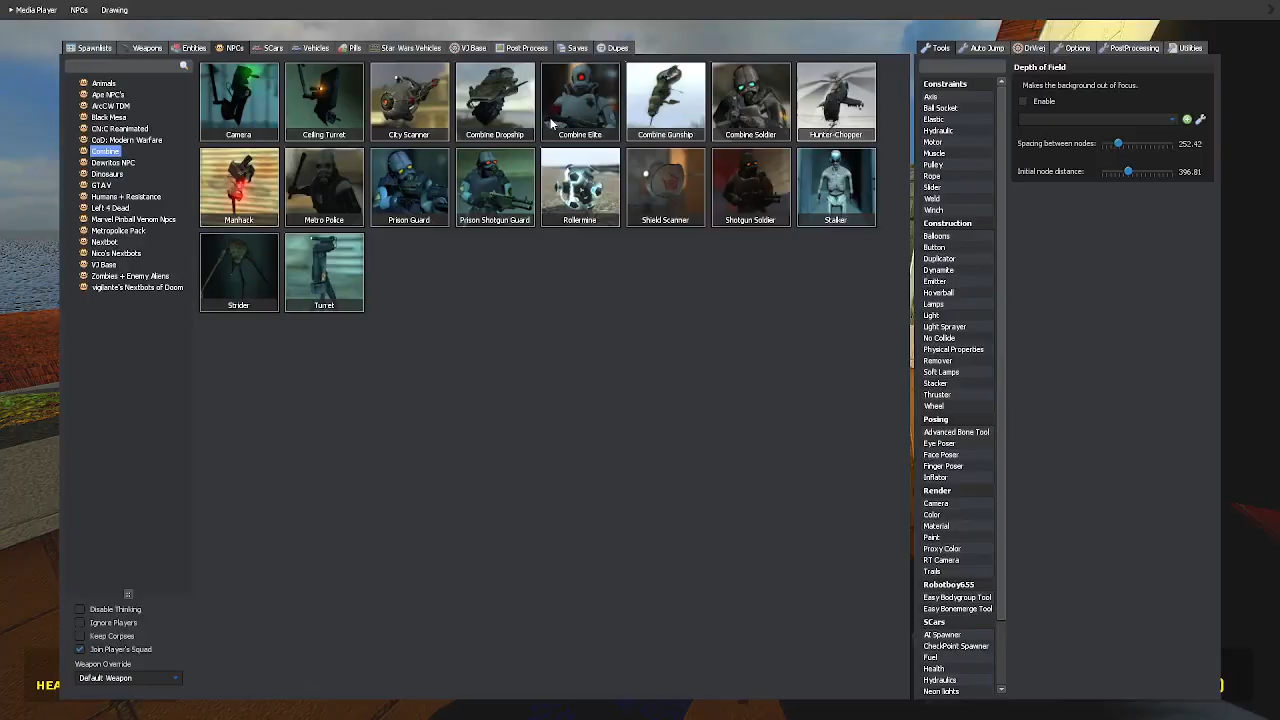 Media Player NPCs Drawing
Spawnlists Weapons Entities NPCs SCars Vehicles Pills Star Wars Vehicles VJ Base Post Process Saves Dupes
Animals
Ape NPC's
ArcCW TDM
Black Mesa
CN:C Reanimated
CoD: Modern Warfare
Combine
Dewritos NPC
Dinosaurs
GTAV
Humans + Resistance
Left 4 Dead
Marvel Pinball Venom Npcs
Metropolice Pack
Nextbot
Nico's Nextbots
VJ Base
Zombies + Enemy Aliens
vigilante's Nextbots of Doom
Disable Thinking
Ignore Players
Keep Corpses
Join Player's Squad
Weapon Override
Default Weapon
Camera Ceiling Turret City Scanner Combine Dropship Combine Elite Combine Gunship Combine Soldier Hunter-Chopper
Manhack Metro Police Prison Guard Prison Shotgun Guard Rollermine Shield Scanner Shotgun Soldier Stalker
Strider Turret
Tools Auto Jump DrVrej Options PostProcessing Utilities
Constraints
Axis
Ball Socket
Elastic
Hydraulic
Motor
Muscle
Pulley
Rope
Slider
Weld
Winch
Construction
Balloons
Button
Duplicator
Dynamite
Emitter
Hoverball
Lamps
Light
Light Sprayer
No Collide
Physical Properties
Remover
Soft Lamps
Stacker
Thruster
Wheel
Posing
Advanced Bone Tool
Eye Poser
Face Poser
Finger Poser
Inflator
Render
Camera
Color
Material
Paint
Proxy Color
RT Camera
Trails
Robotboy655
Easy Bodygroup Tool
Easy Bonemerge Tool
SCars
AI Spawner
CheckPoint Spawner
Fuel
Health
Hydraulics
Neon lights
Depth of Field
Makes the background out of focus.
Enable
Spacing between nodes: 252.42
Initial node distance: 396.81
HEA